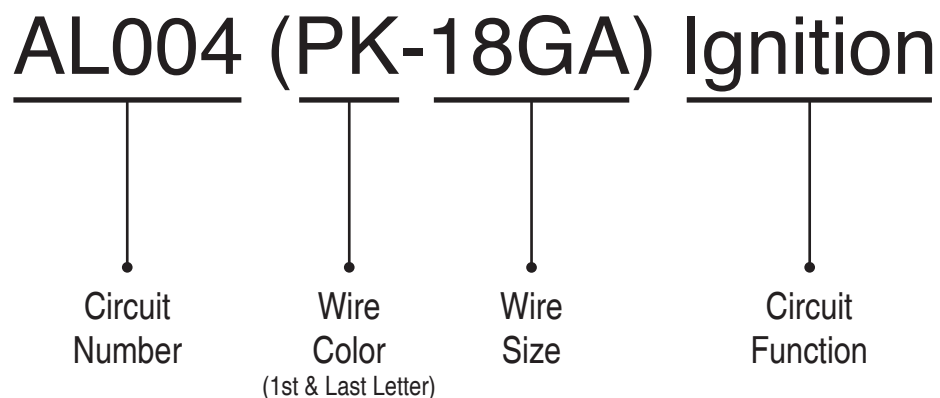 AL004 (PK-18GA) Ignition
Circuit
Number
Wire
Color
(1st & Last Letter)
Wire
Size
Circuit
Function